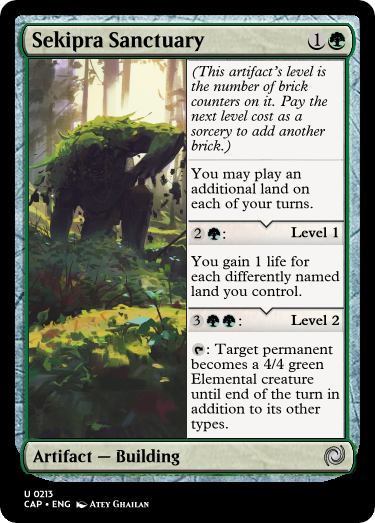 Sekipra Sanctuary 1
(This artifact's level is
the number of brick
counters on it. Pay the
next level cost as a
sorcery to add another
brick.)
You may play an
additional land on
each of your turns.
2 : Level 1
You gain 1 life for
each differently named
land you control.
3 : Level 2
: Target permanent
becomes a 4/4 green
Elemental creature
until end of the turn in
addition to its other
types.
Artifact — Building
U 0213
CAP • ENG Atey Ghailan